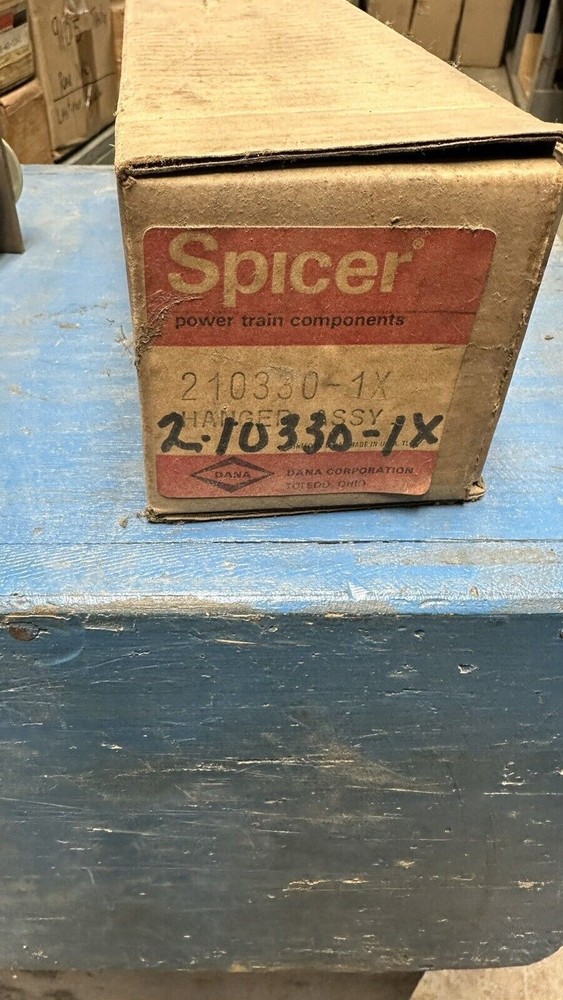 Spicer®
power train components
210330-1X
HANGER ASSY
2-10330-1X
MADE IN U.S.A.
DANA
DANA CORPORATION
TOLEDO, OHIO